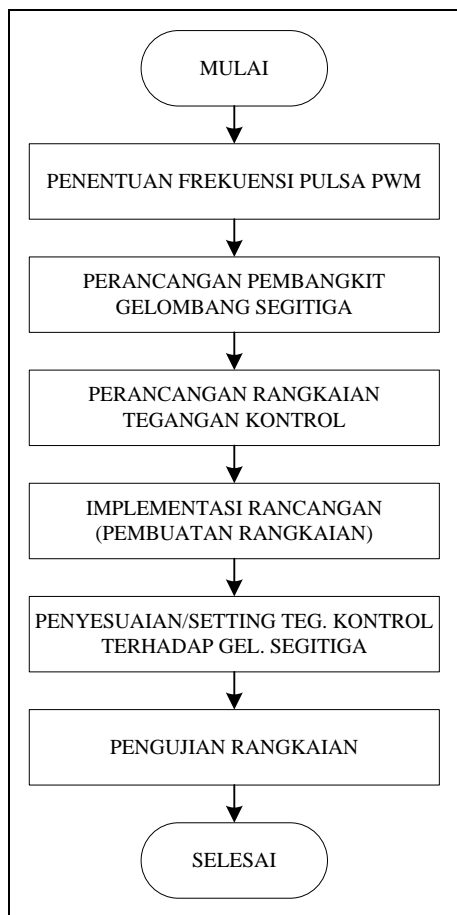 MULAI
PENENTUAN FREKUENSI PULSA PWM
PERANCANGAN PEMBANGKIT
GELOMBANG SEGITIGA
PERANCANGAN RANGKAIAN
TEGANGAN KONTROL
IMPLEMENTASI RANCANGAN
(PEMBUATAN RANGKAIAN)
PENYESUAIAN/SETTING TEG. KONTROL
TERHADAP GEL. SEGITIGA
PENGUJIAN RANGKAIAN
SELESAI